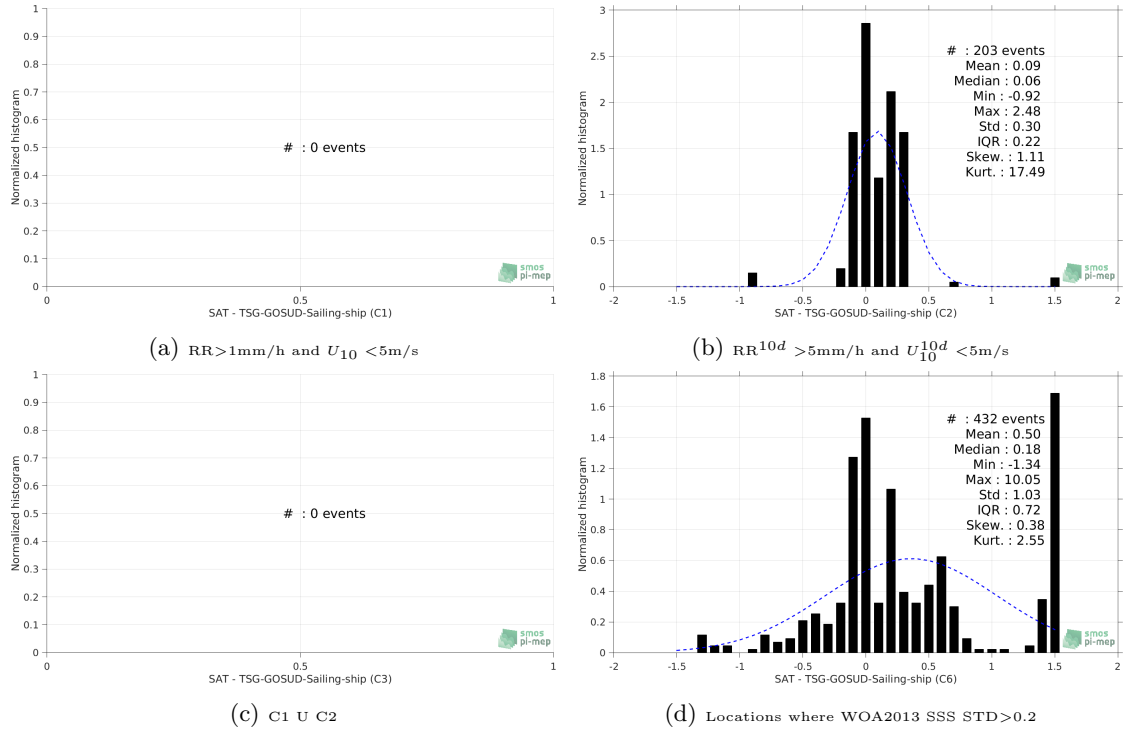 1
0.9
0.8
0.7
0.6
0.5
0.4
0.3
0.2
0.1
0
Normalized histogram
# : 0 events
smos
pi-mep
0
0.5
1
SAT - TSG-GOSUD-Sailing-ship (C1)
(a) RR>1mm/h and U10 <5m/s
3
2.5
2
1.5
1
0.5
0
Normalized histogram
# : 203 events
Mean : 0.09
Median : 0.06
Min : -0.92
Max : 2.48
Std : 0.30
IQR : 0.22
Skew. : 1.11
Kurt. : 17.49
smos
pi-mep
-2
-1.5
-1
-0.5
0
0.5
1
1.5
2
SAT - TSG-GOSUD-Sailing-ship (C2)
(b) RR^10d >5mm/h and U10^10d <5m/s
1
0.9
0.8
0.7
0.6
0.5
0.4
0.3
0.2
0.1
0
Normalized histogram
# : 0 events
smos
pi-mep
0
0.5
1
SAT - TSG-GOSUD-Sailing-ship (C3)
(c) C1 U C2
1.8
1.6
1.4
1.2
1
0.8
0.6
0.4
0.2
0
Normalized histogram
# : 432 events
Mean : 0.50
Median : 0.18
Min : -1.34
Max : 10.05
Std : 1.03
IQR : 0.72
Skew. : 0.38
Kurt. : 2.55
smos
pi-mep
-2
-1.5
-1
-0.5
0
0.5
1
1.5
2
SAT - TSG-GOSUD-Sailing-ship (C6)
(d) Locations where WOA2013 SSS STD>0.2